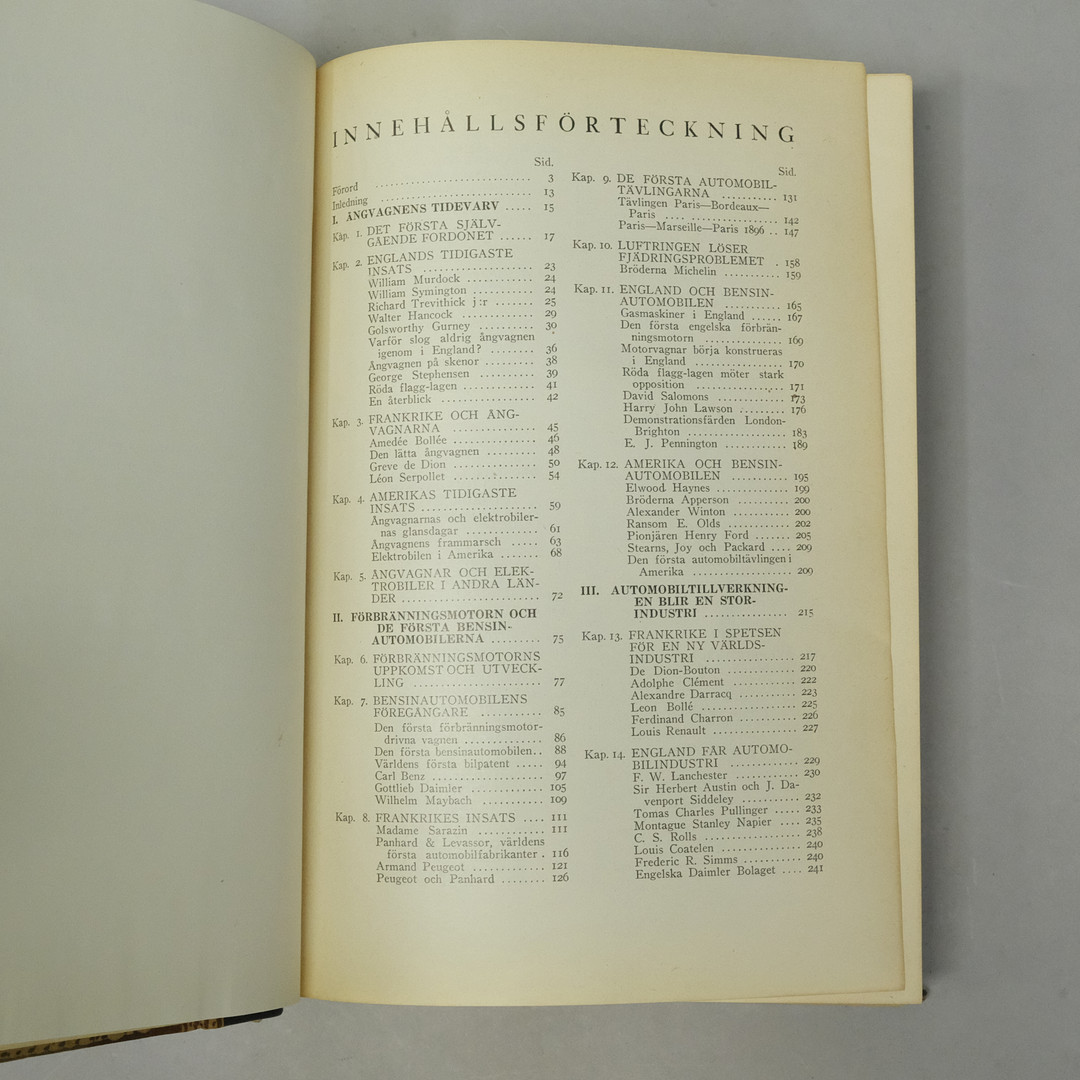 INNEHÅLLSFÖRTECKNING
Sid.
Förord .............................. 3
Inledning ............................ 13
I. ÅNGVAGNENS TIDEVARV ..... 15
Kap. 1. DET FÖRSTA SJÄLV-
GÅENDE FORDONET ...... 17
Kap. 2. ENGLANDS TIDIGASTE
INSATS .................... 23
William Murdock ............ 24
William Symington .......... 24
Richard Trevithick j:r ....... 25
Walter Hancock ............. 29
Golsworthy Gurney .......... 30
Varför slog aldrig ångvagnen
igenom i England? ........ 36
Ångvagnen på skenor ........ 38
George Stephensen .......... 39
Röda flagg-lagen ............. 41
En återblick ................. 42
Kap. 3. FRANKRIKE OCH ÅNG-
VAGNARNA ............... 45
Amedée Bollée ............... 46
Den lätta ångvagnen ......... 48
Greve de Dion ............... 50
Léon Serpollet ............... 54
Kap. 4. AMERIKAS TIDIGASTE
INSATS ..................... 59
Ångvagnarnas och elektrobiler-
nas glansdagar ............. 61
Ångvagnens frammarsch ..... 63
Elektrobilen i Amerika ....... 68
Kap. 5. ÅNGVAGNAR OCH ELEK-
TROBILER I ANDRA LÄN-
DER ......................... 72
II. FÖRBRÄNNINGSMOTORN OCH
DE FÖRSTA BENSIN-
AUTOMOBILERNA ......... 75
Kap. 6. FÖRBRÄNNINGSMOTORNS
UPPKOMST OCH UTVECK-
LING ....................... 77
Kap. 7. BENSINAUTOMOBILENS
FÖREGÅNGARE ........... 85
Den första förbränningsmotor-
drivna vagnen .............. 86
Den första bensinautomobilen.. 88
Världens första bilpatent ..... 94
Carl Benz .................... 97
Gottlieb Daimler ............. 105
Wilhelm Maybach ............ 109
Kap. 8. FRANKRIKES INSATS .... 111
Madame Sarazin ............. 111
Panhard & Levassor, världens
första automobilfabrikanter . 116
Armand Peugeot ............. 121
Peugeot och Panhard ........ 126
Sid.
Kap. 9. DE FÖRSTA AUTOMOBIL-
TÄVLINGARNA ........... 131
Tävlingen Paris—Bordeaux—
Paris .... .................. 142
Paris—Marseille—Paris 1896 .. 147
Kap. 10. LUFTRINGEN LÖSER
FJÄDRINGSPROBLEMET . 158
Bröderna Michelin ........... 159
Kap. 11. ENGLAND OCH BENSIN-
AUTOMOBILEN ............ 165
Gasmaskiner i England ...... 167
Den första engelska förbrän-
ningsmotorn ............... 169
Motorvagnar börja konstrueras
i England .................. 170
Röda flagg-lagen möter stark
opposition ................. 171
David Salomons ............. 173
Harry John Lawson ......... 176
Demonstrationsfärden London-
Brighton ................... 183
E. J. Pennington ............ 189
Kap. 12. AMERIKA OCH BENSIN-
AUTOMOBILEN ........... 195
Elwood Haynes .............. 199
Bröderna Apperson .......... 200
Alexander Winton ........... 200
Ransom E. Olds ............. 202
Pionjären Henry Ford ....... 205
Stearns, Joy och Packard .... 209
Den första automobiltävlingen i
Amerika ................... 209
III. AUTOMOBILTILLVERKNING-
EN BLIR EN STOR-
INDUSTRI ................ 215
Kap. 13. FRANKRIKE I SPETSEN
FÖR EN NY VÄRLDS-
INDUSTRI ................. 217
De Dion-Bouton ............. 220
Adolphe Clément ............ 222
Alexandre Darracq .......... 223
Leon Bollé ................... 225
Ferdinand Charron .......... 226
Louis Renault ............... 227
Kap. 14. ENGLAND FÅR AUTOMO-
BILINDUSTRI ............. 229
F. W. Lanchester ............ 230
Sir Herbert Austin och J. Da-
venport Siddeley ........... 232
Tomas Charles Pullinger ..... 233
Montague Stanley Napier .... 235
C. S. Rolls .................. 238
Louis Coatelen ............... 240
Frederic R. Simms ........... 240
Engelska Daimler Bolaget .... 241